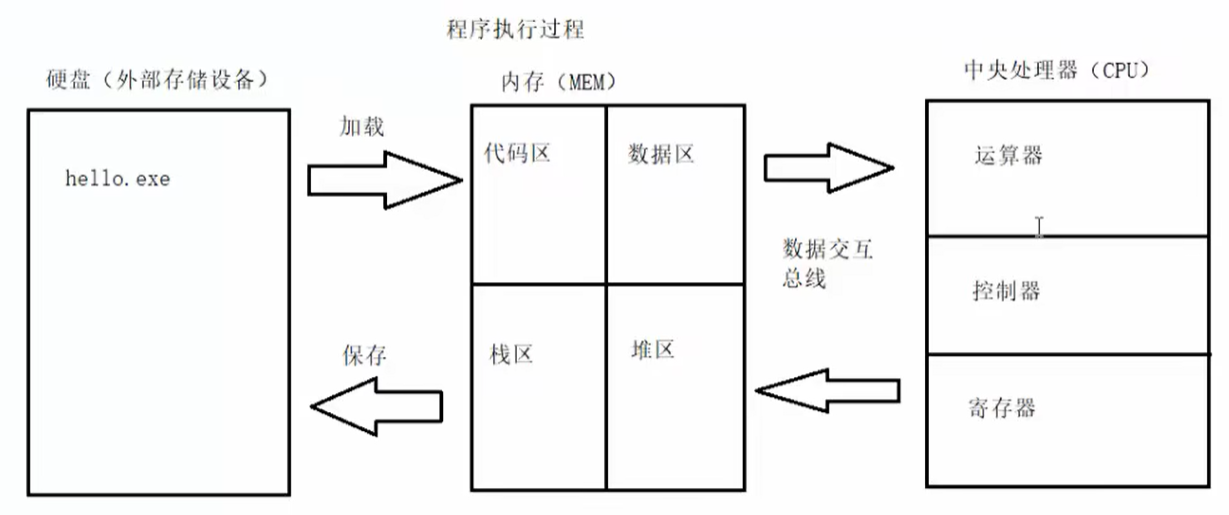 程序执行过程
硬盘（外部存储设备）
内存（MEM）
中央处理器（CPU）
hello.exe
加载
代码区
数据区
运算器
数据交互
总线
控制器
保存
栈区
堆区
寄存器